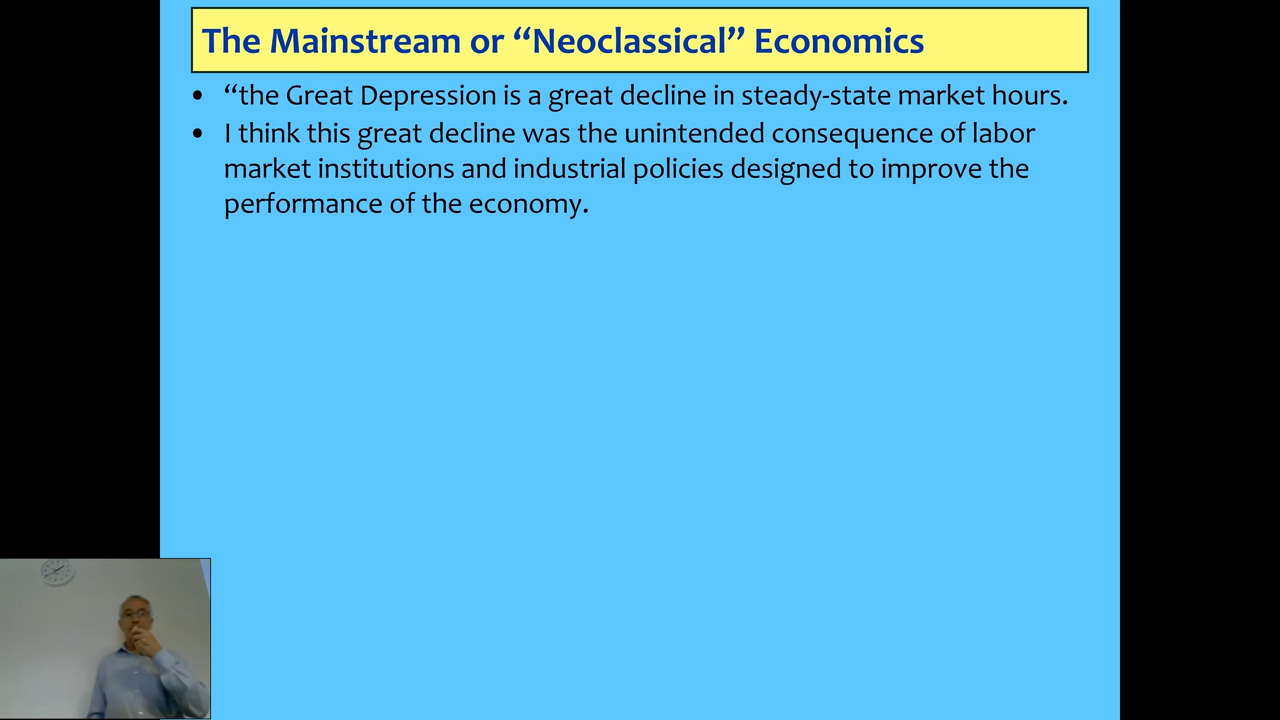 The Mainstream or “Neoclassical” Economics
• “the Great Depression is a great decline in steady-state market hours.
• I think this great decline was the unintended consequence of labor
market institutions and industrial policies designed to improve the
performance of the economy.